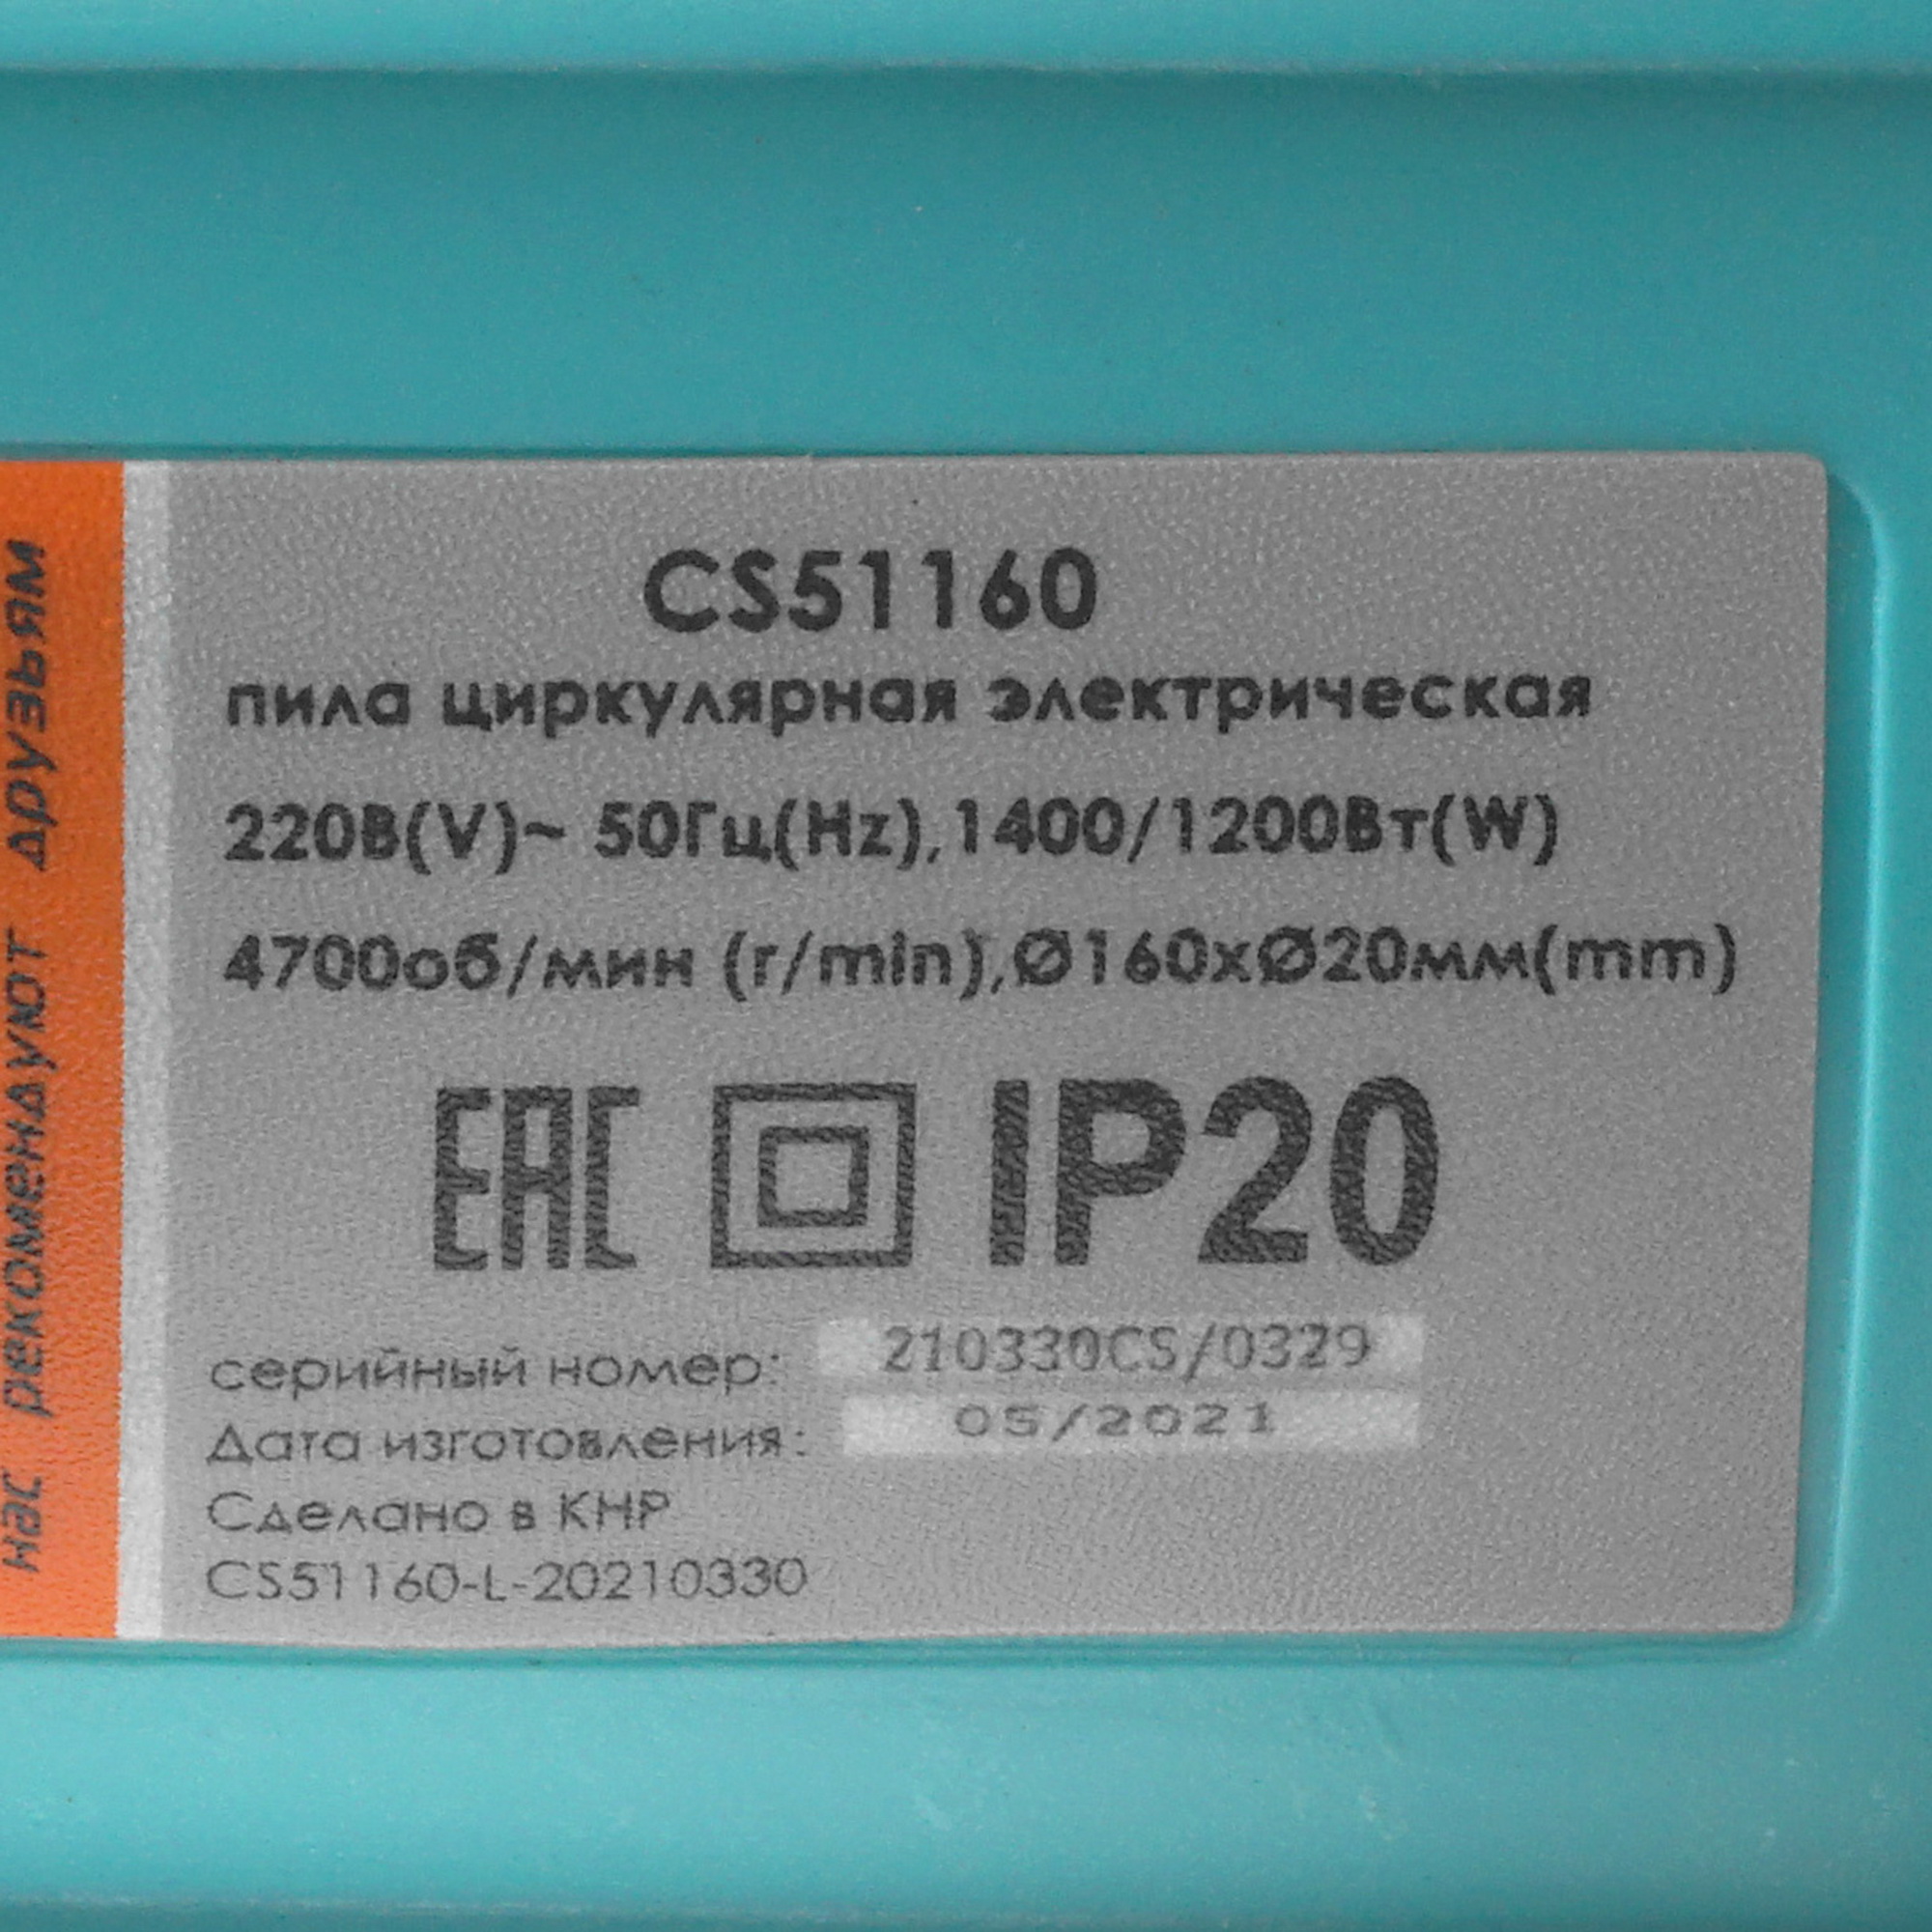 нас рекомендуют друзьям
CS51160
пила циркулярная электрическая
220В(V)~ 50Гц(Hz),1400/1200Вт(W)
4700об/мин (r/min),Ø160xØ20мм(mm)
EAC IP20
серийный номер: 210330CS/0329
Дата изготовления: 05/2021
Сделано в КНР
CS51160-L-20210330